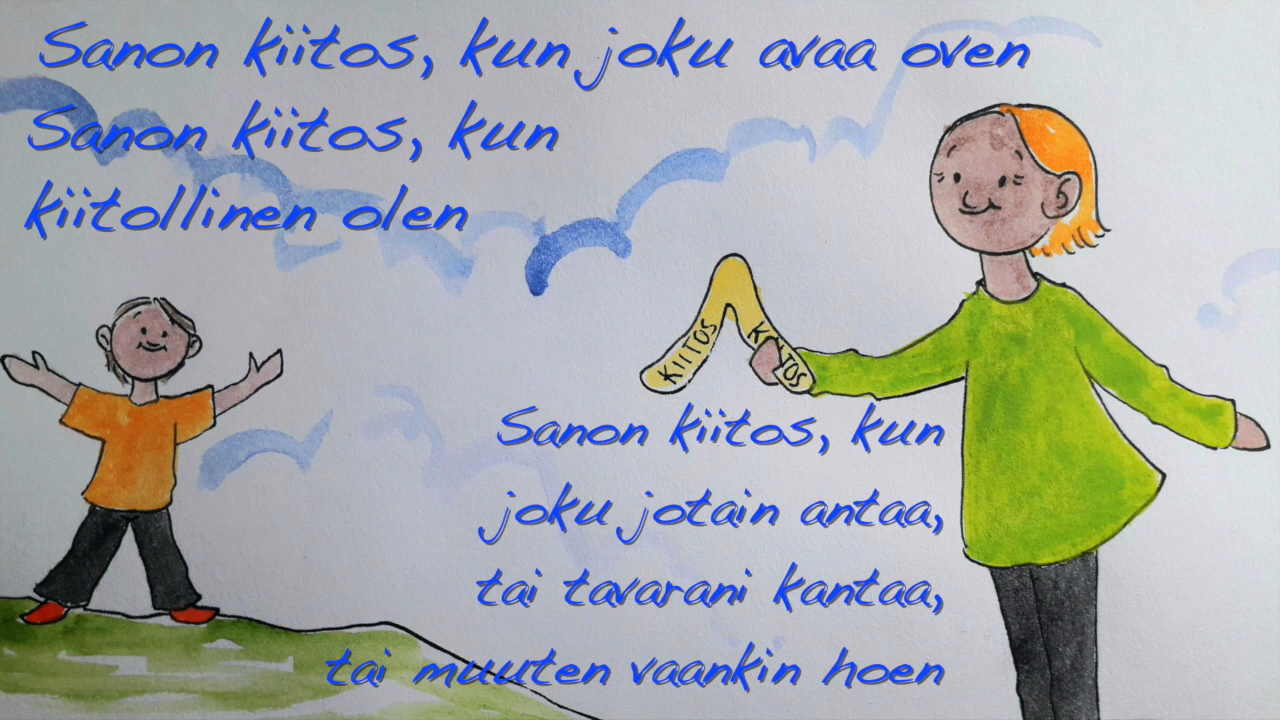 Sanon kiitos, kun joku avaa oven
Sanon kiitos, kun
kiitollinen olen
KIITOS KIITOS
Sanon kiitos, kun
joku jotain antaa,
tai tavarani kantaa,
tai muuten vaankin hoen